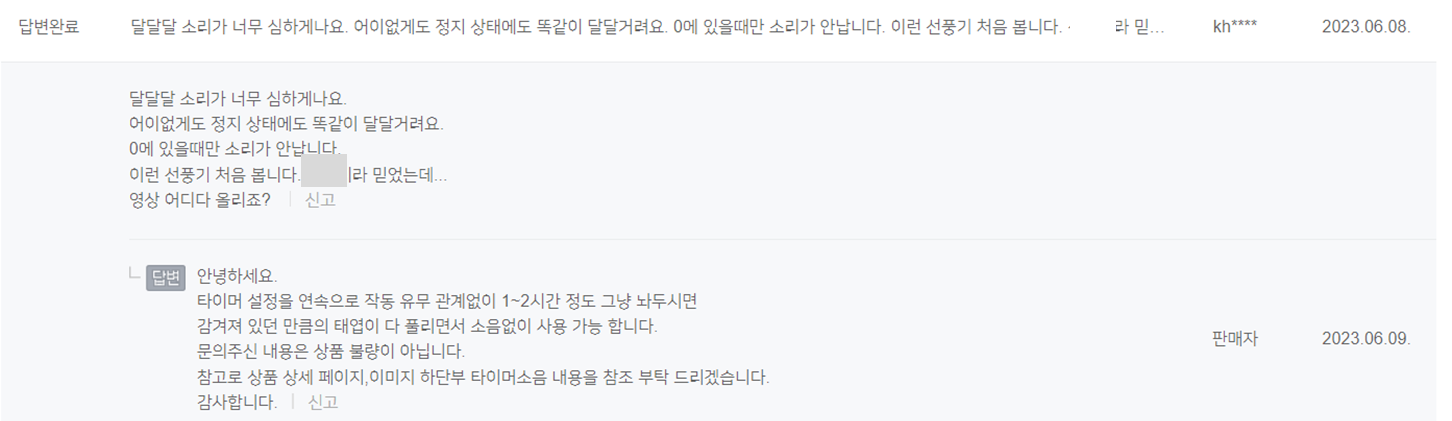 답변완료 달달달 소리가 너무 심하게나요. 어이없게도 정지 상태에도 똑같이 달달거려요. 0에 있을때만 소리가 안납니다. 이런 선풍기 처음 봅니다. 라 믿... kh**** 2023.06.08.
달달달 소리가 너무 심하게나요.
어이없게도 정지 상태에도 똑같이 달달거려요.
0에 있을때만 소리가 안납니다.
이런 선풍기 처음 봅니다. 라 믿었는데...
영상 어디다 올리죠? 신고
답변 안녕하세요.
타이머 설정을 연속으로 작동 유무 관계없이 1~2시간 정도 그냥 놔두시면
감겨져 있던 만큼의 태엽이 다 풀리면서 소음없이 사용 가능 합니다.
문의주신 내용은 상품 불량이 아닙니다.
참고로 상품 상세 페이지,이미지 하단부 타이머소음 내용을 참조 부탁 드리겠습니다.
감사합니다. 신고
판매자 2023.06.09.